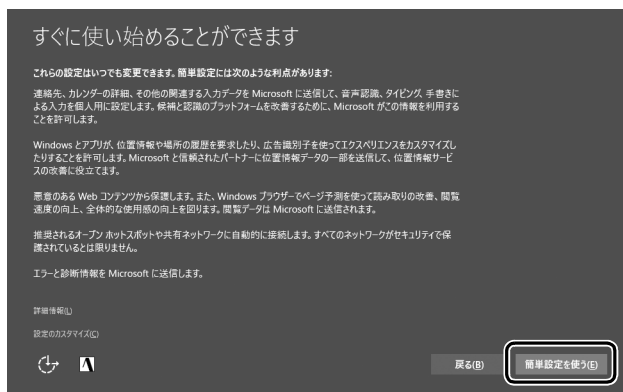 すぐに使い始めることができます
これらの設定はいつでも変更できます。簡単設定には次のような利点があります:
連絡先、カレンダーの詳細、その他の関連する入力データを Microsoft に送信して、音声認識、タイピング、手書きに
よる入力を個人用に設定します。候補と認識のプラットフォームを改善するために、Microsoft がこの情報を利用する
ことを許可します。
Windows とアプリが、位置情報や場所の履歴を要求したり、広告識別子を使ってエクスペリエンスをカスタマイズし
たりすることを許可します。Microsoft と信頼されたパートナーに位置情報データの一部を送信して、位置情報サービ
スの改善に役立てます。
悪意のある Web コンテンツから保護します。また、Windows ブラウザーでページ予測を使って読み取りの改善、閲覧
速度の向上、全体的な使用感の向上を図ります。閲覧データは Microsoft に送信されます。
推奨されるオープン ホットスポットや共有ネットワークに自動的に接続します。すべてのネットワークがセキュリティで保
護されているとは限りません。
エラーと診断情報を Microsoft に送信します。
詳細情報(L)
設定のカスタマイズ(C)
戻る(B)
簡単設定を使う(E)